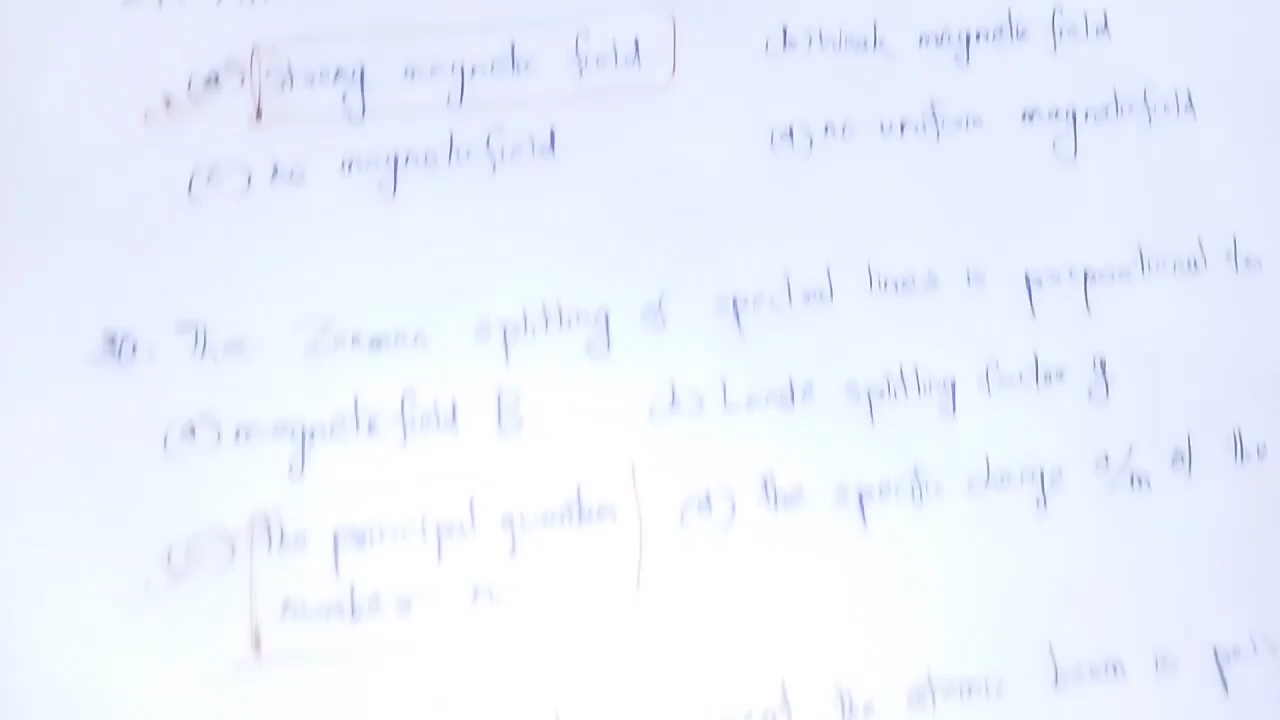 (a) strong magnetic field (b) weak magnetic field
(c) no magnetic field (d) no uniform magnetic field
30. The Zeeman splitting of spectral lines is proportional to
(a) magnetic field B (b) Lande splitting factor g
(c) the principal quantum (d) the specific charge e/m of the
number n
the atomic beam is